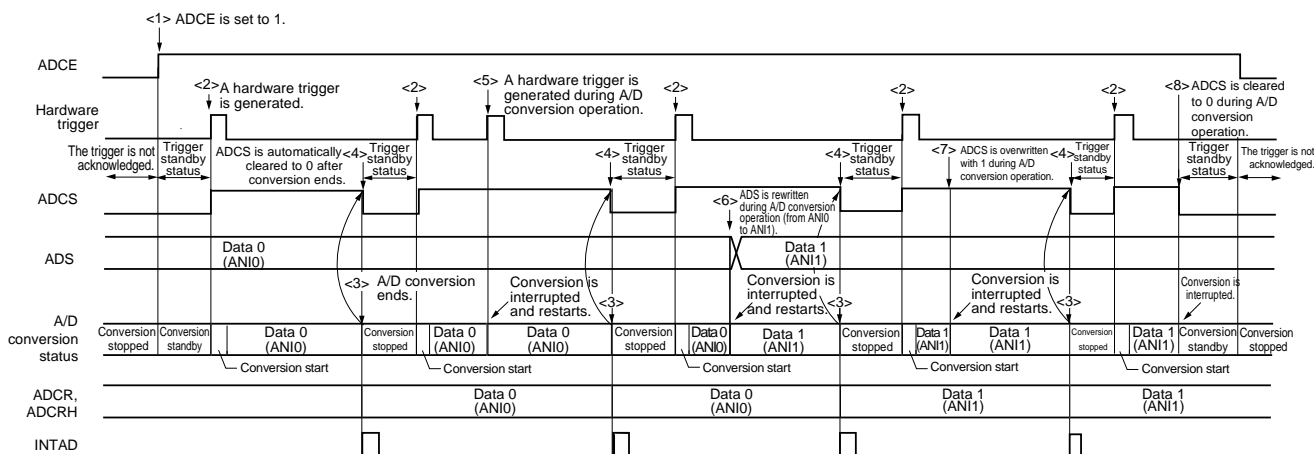 <1> ADCE is set to 1.
ADCE
<2> A hardware trigger
is generated.
<2>
<5> A hardware trigger is
generated during A/D
conversion operation.
<2>
<2>
<2>
<8> ADCS is cleared
to 0 during A/D
conversion
operation.
Hardware
trigger
The trigger is not
acknowledged.
Trigger
standby
status
ADCS is automatically
cleared to 0 after
conversion ends.
<4>
Trigger
standby
status
<4>
Trigger
standby
status
<4>
Trigger
standby
status
<7> ADCS is overwritten
with 1 during A/D
conversion operation.
<4>
Trigger
standby
status
Trigger
standby
status
The trigger is not
acknowledged.
ADCS
<6> ADS is rewritten
during A/D conversion
operation (from ANI0
to ANI1).
ADS
Data 0
(ANI0)
Data 1
(ANI1)
<3> A/D conversion
ends.
Conversion is
interrupted
and restarts.
<3>
Conversion is
interrupted
and restarts.
<3>
Conversion is
interrupted
and restarts.
<3>
Conversion is
interrupted.
A/D
conversion
status
Conversion
stopped
Conversion
standby
Data 0
(ANI0)
Conversion
stopped
Data 0
(ANI0)
Data 0
(ANI0)
Conversion
stopped
Data 0
(ANI0)
Data 1
(ANI1)
Conversion
stopped
Data 1
(ANI1)
Data 1
(ANI1)
Conversion
stopped
Data 1
(ANI1)
Conversion
standby
Conversion
stopped
Conversion start
Conversion start
Conversion start
Conversion start
Conversion start
ADCR,
ADCRH
Data 0
(ANI0)
Data 0
(ANI0)
Data 1
(ANI1)
Data 1
(ANI1)
INTAD